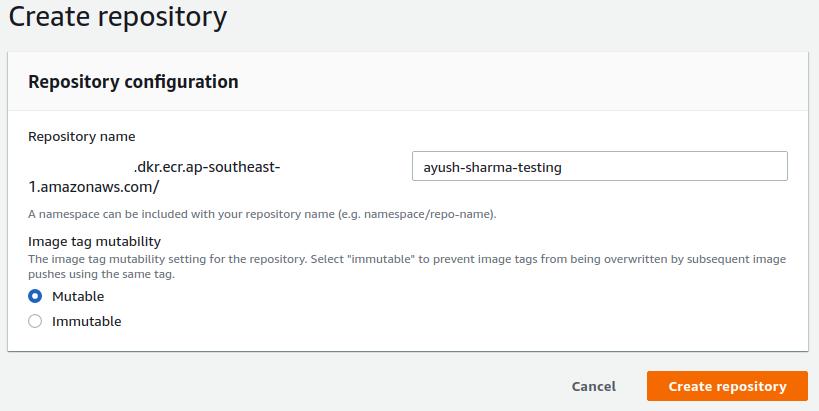 Create repository
Repository configuration
Repository name
.dkr.ecr.ap-southeast-
1.amazonaws.com/
ayush-sharma-testing
A namespace can be included with your repository name (e.g. namespace/repo-name).
Image tag mutability
The image tag mutability setting for the repository. Select "immutable" to prevent image tags from being overwritten by subsequent image
pushes using the same tag.
Mutable
Immutable
Cancel
Create repository